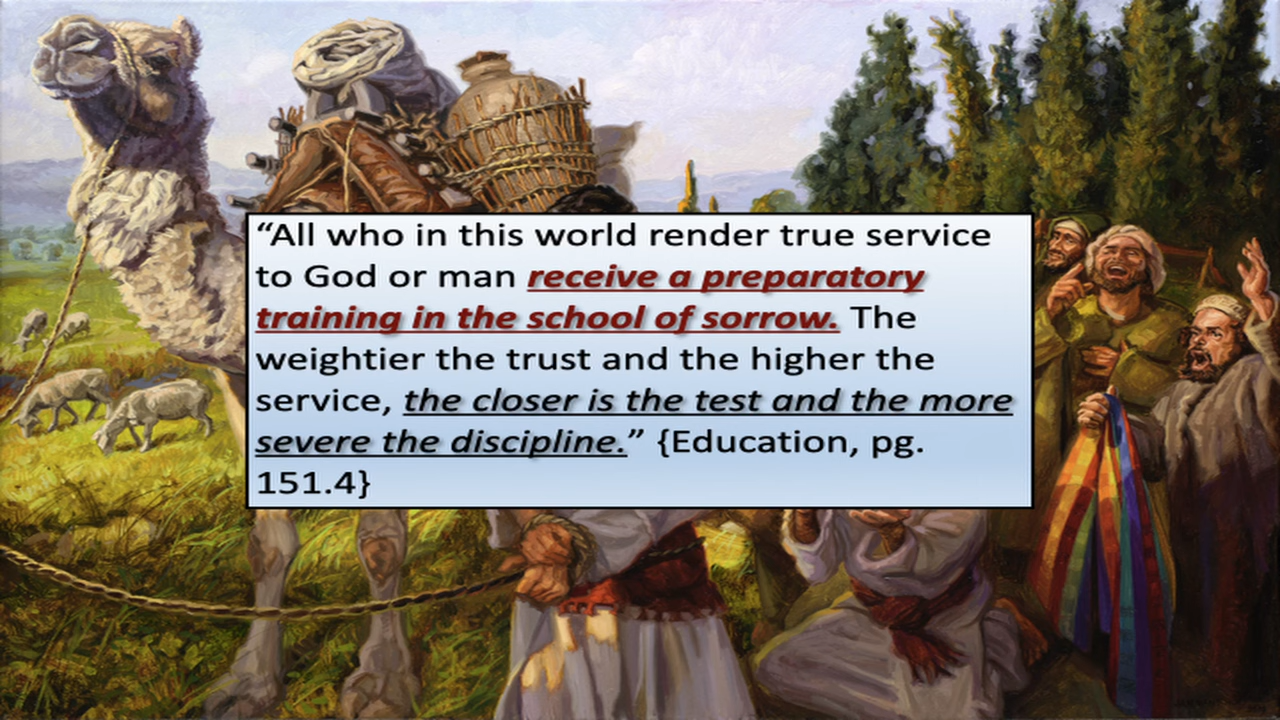 “All who in this world render true service
to God or man receive a preparatory
training in the school of sorrow. The
weightier the trust and the higher the
service, the closer is the test and the more
severe the discipline.” {Education, pg.
151.4}